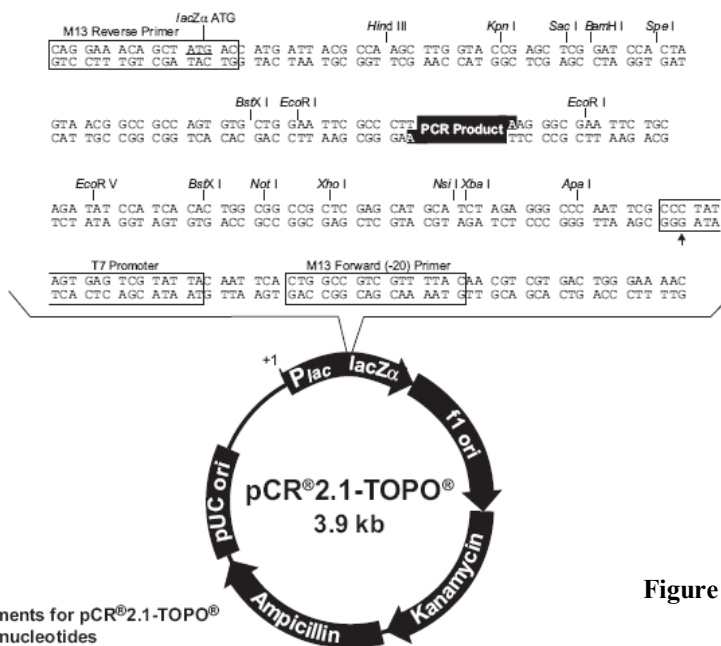 lacZα ATG
M13 Reverse Primer Hind III Kpn I Sac I BamH I Spe I
CAG GAA ACA GCT ATG ACC ATG ATT ACG CCA AGC TTG GTA CCG AGC TCG GAT CCA CTA
GTC CTT TGT CGA TAC TGG TAC TAA TGC GGT TCG AAC CAT GGC TCG AGC CTA GGT GAT
BstX I EcoR I EcoR I
GTA ACG GCC GCC AGT GTG CTG GAA TTC GCC CTT PCR Product AAG GGC GAA TTC TGC
CAT TGC CGG CGG TCA CAC GAC CTT AAG CGG GAA TTC CCG CTT AAG ACG
EcoR V BstX I Not I Xho I Nsi I Xba I Apa I
AGA TAT CCA TCA CAC TGG CGG CCG CTC GAG CAT GCA TCT AGA GGG CCC AAT TCG CCC TAT
TCT ATA GGT AGT GTG ACC GCC GGC GAG CTC GTA CGT AGA TCT CCC GGG TTA AGC GGG ATA
T7 Promoter M13 Forward (-20) Primer
AGT GAG TCG TAT TAC AAT TCA CTG GCC GTC GTT TTA CAA CGT CGT GAC TGG GAA AAC
TCA CTC AGC ATA ATG TTA AGT GAC CGG CAG CAA AAT GTT GCA GCA CTG ACC CTT TTG
+1
Plac lacZα
f1 ori
Kanamycin
Ampicillin
pUC ori
pCR®2.1-TOPO®
3.9 kb
Figure
ments for pCR®2.1-TOPO®
nucleotides